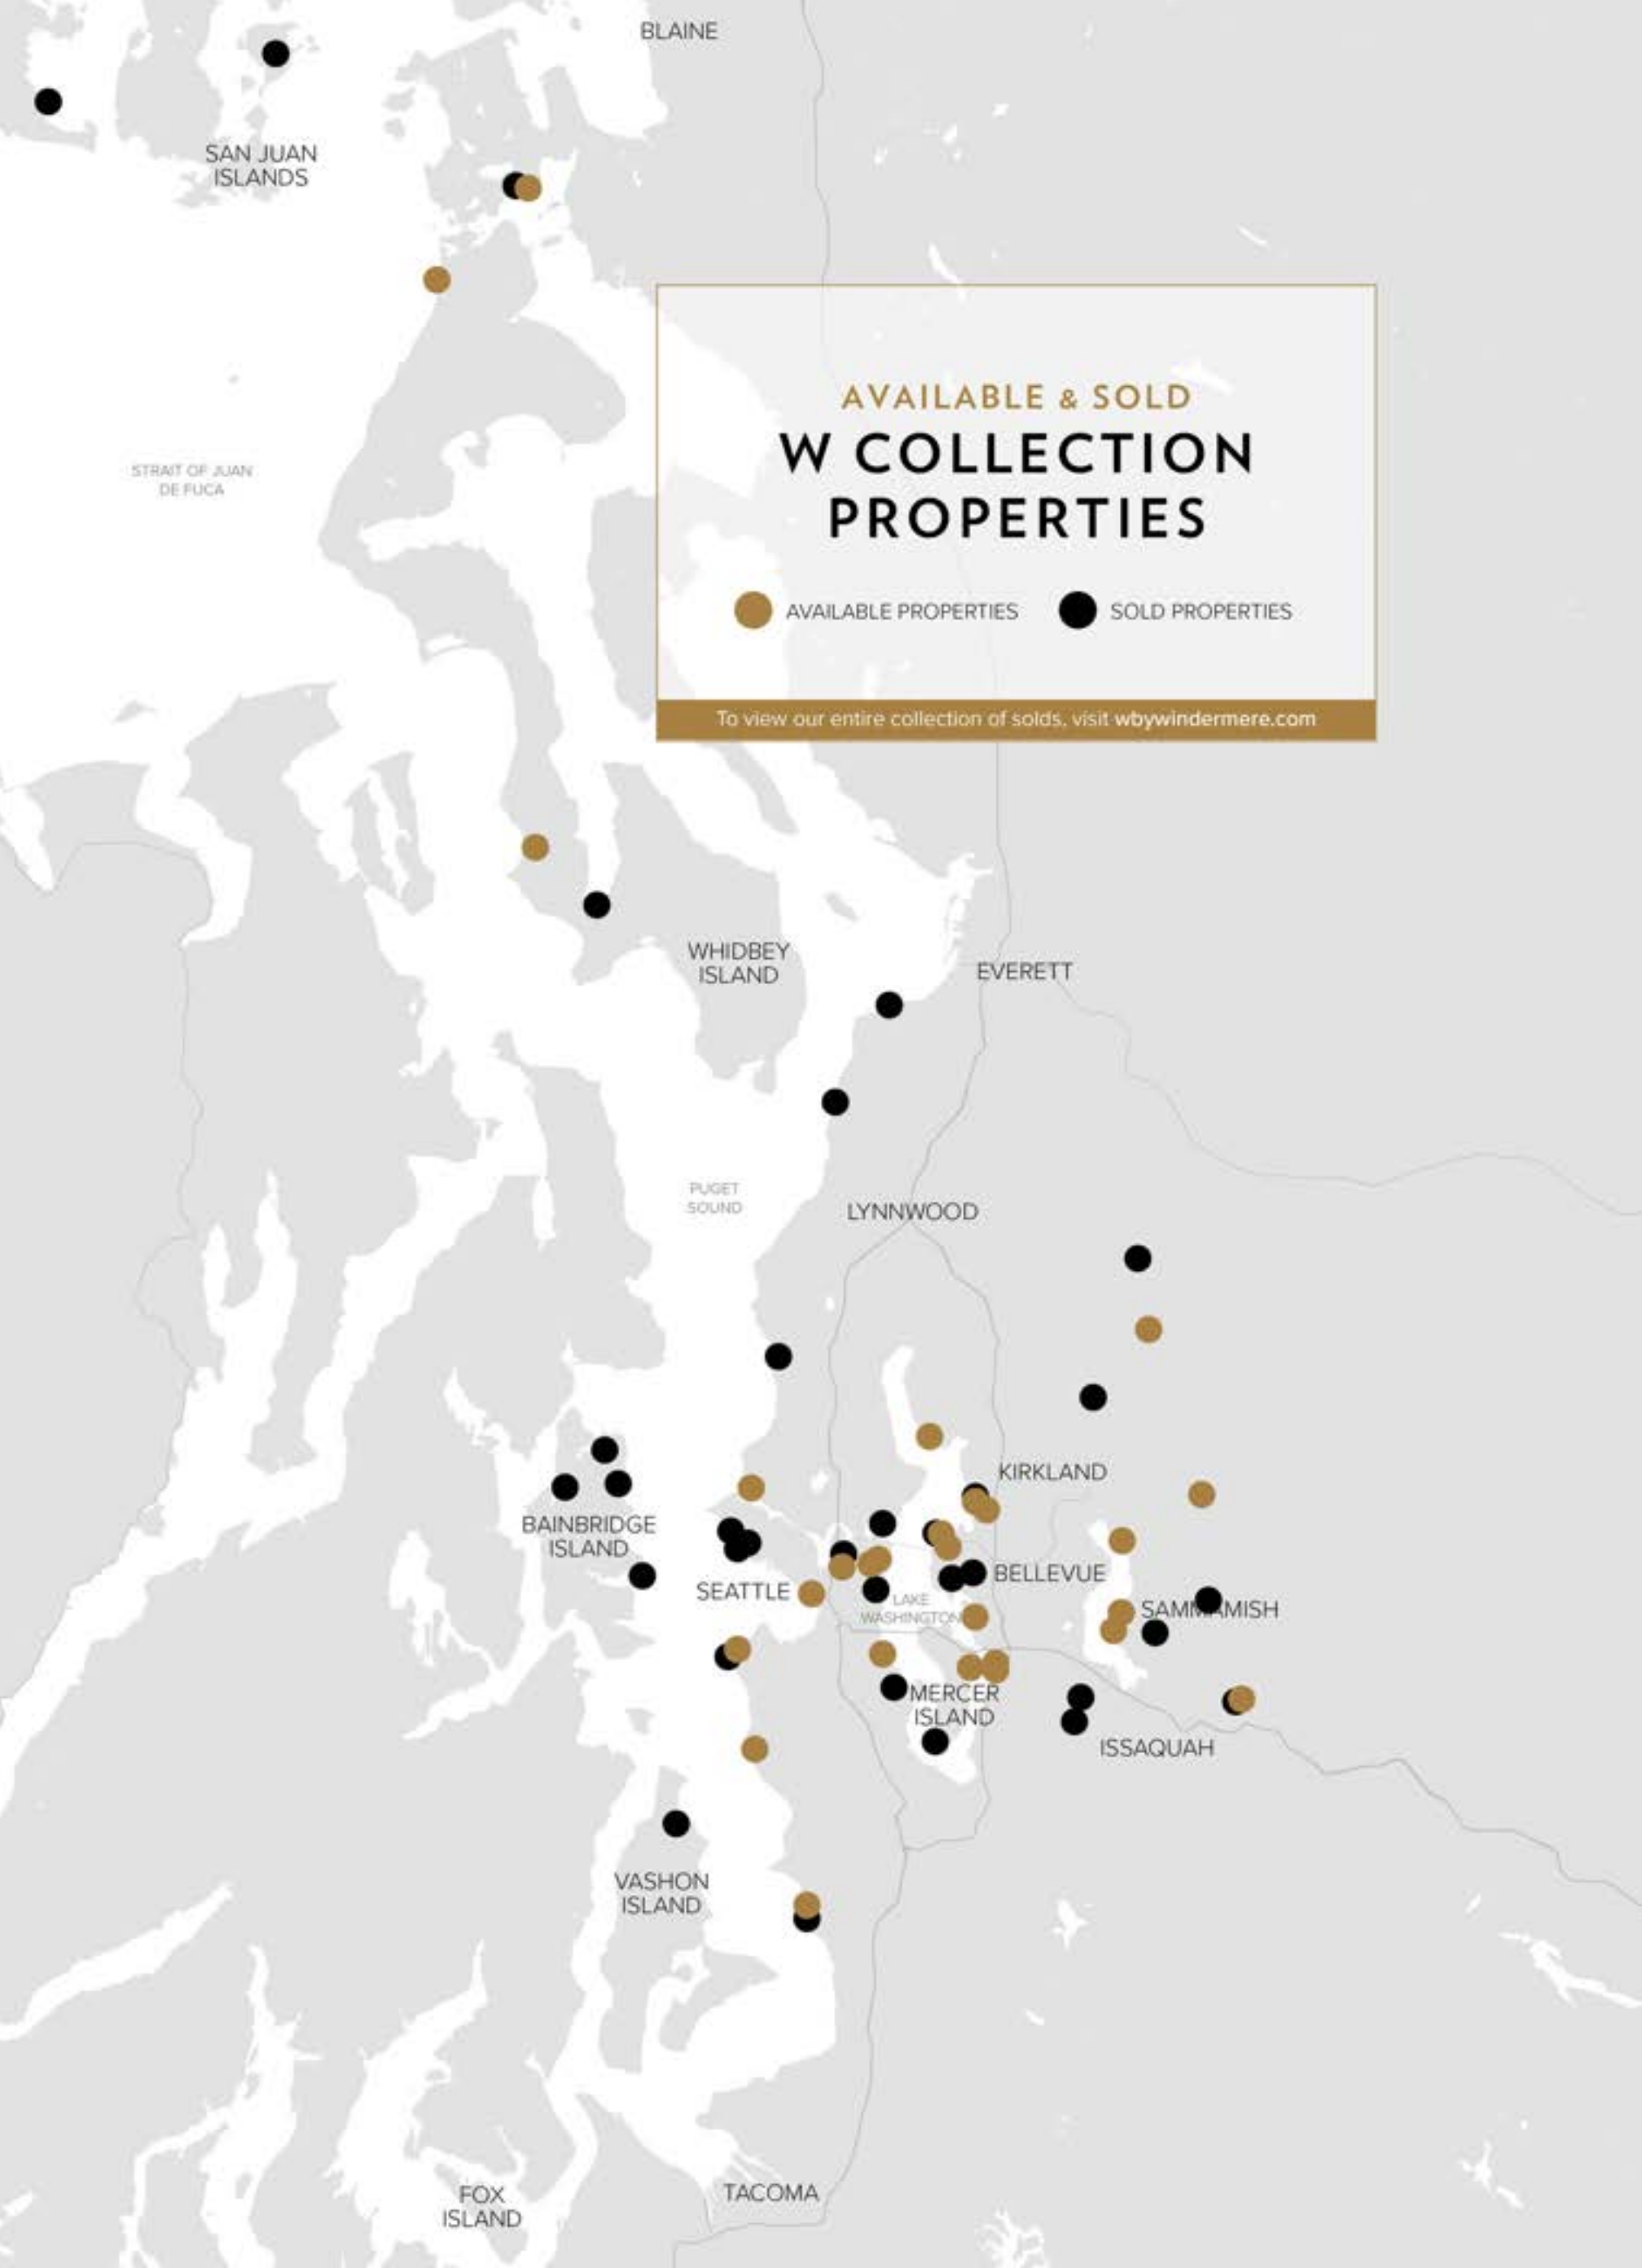 BLAINE
SAN JUAN
ISLANDS
AVAILABLE & SOLD
W COLLECTION
PROPERTIES
AVAILABLE PROPERTIES
SOLD PROPERTIES
To view our entire collection of solds, visit wbywindermere.com
STRAIT OF JUAN
DE FUCA
WHIDBEY
ISLAND
EVERETT
PUGET
SOUND
LYNNWOOD
KIRKLAND
BAINBRIDGE
ISLAND
SEATTLE
BELLEVUE
LAKE
WASHINGTON
SAMMAMISH
MERCER
ISLAND
ISSAQUAH
VASHON
ISLAND
TACOMA
FOX
ISLAND